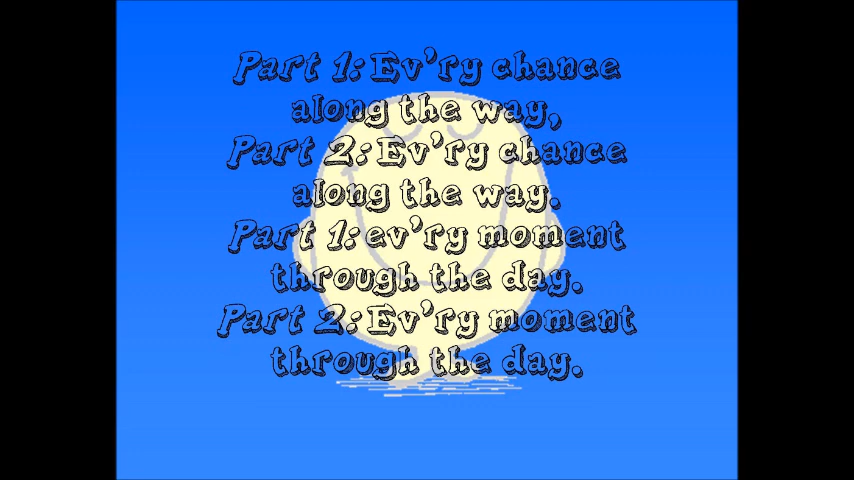 Part 1: Ev'ry chance
along the way,
Part 2: Ev'ry chance
along the way.
Part 1: ev'ry moment
through the day.
Part 2: Ev'ry moment
through the day.